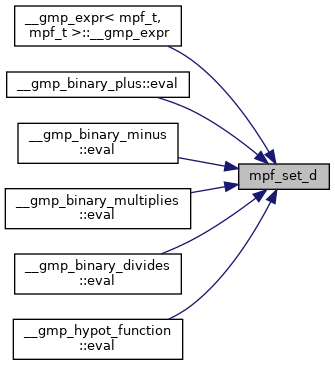 __gmp_expr< mpf_t,
mpf_t >::__gmp_expr
__gmp_binary_plus::eval
__gmp_binary_minus
::eval
mpf_set_d
__gmp_binary_multiplies
::eval
__gmp_binary_divides
::eval
__gmp_hypot_function
::eval